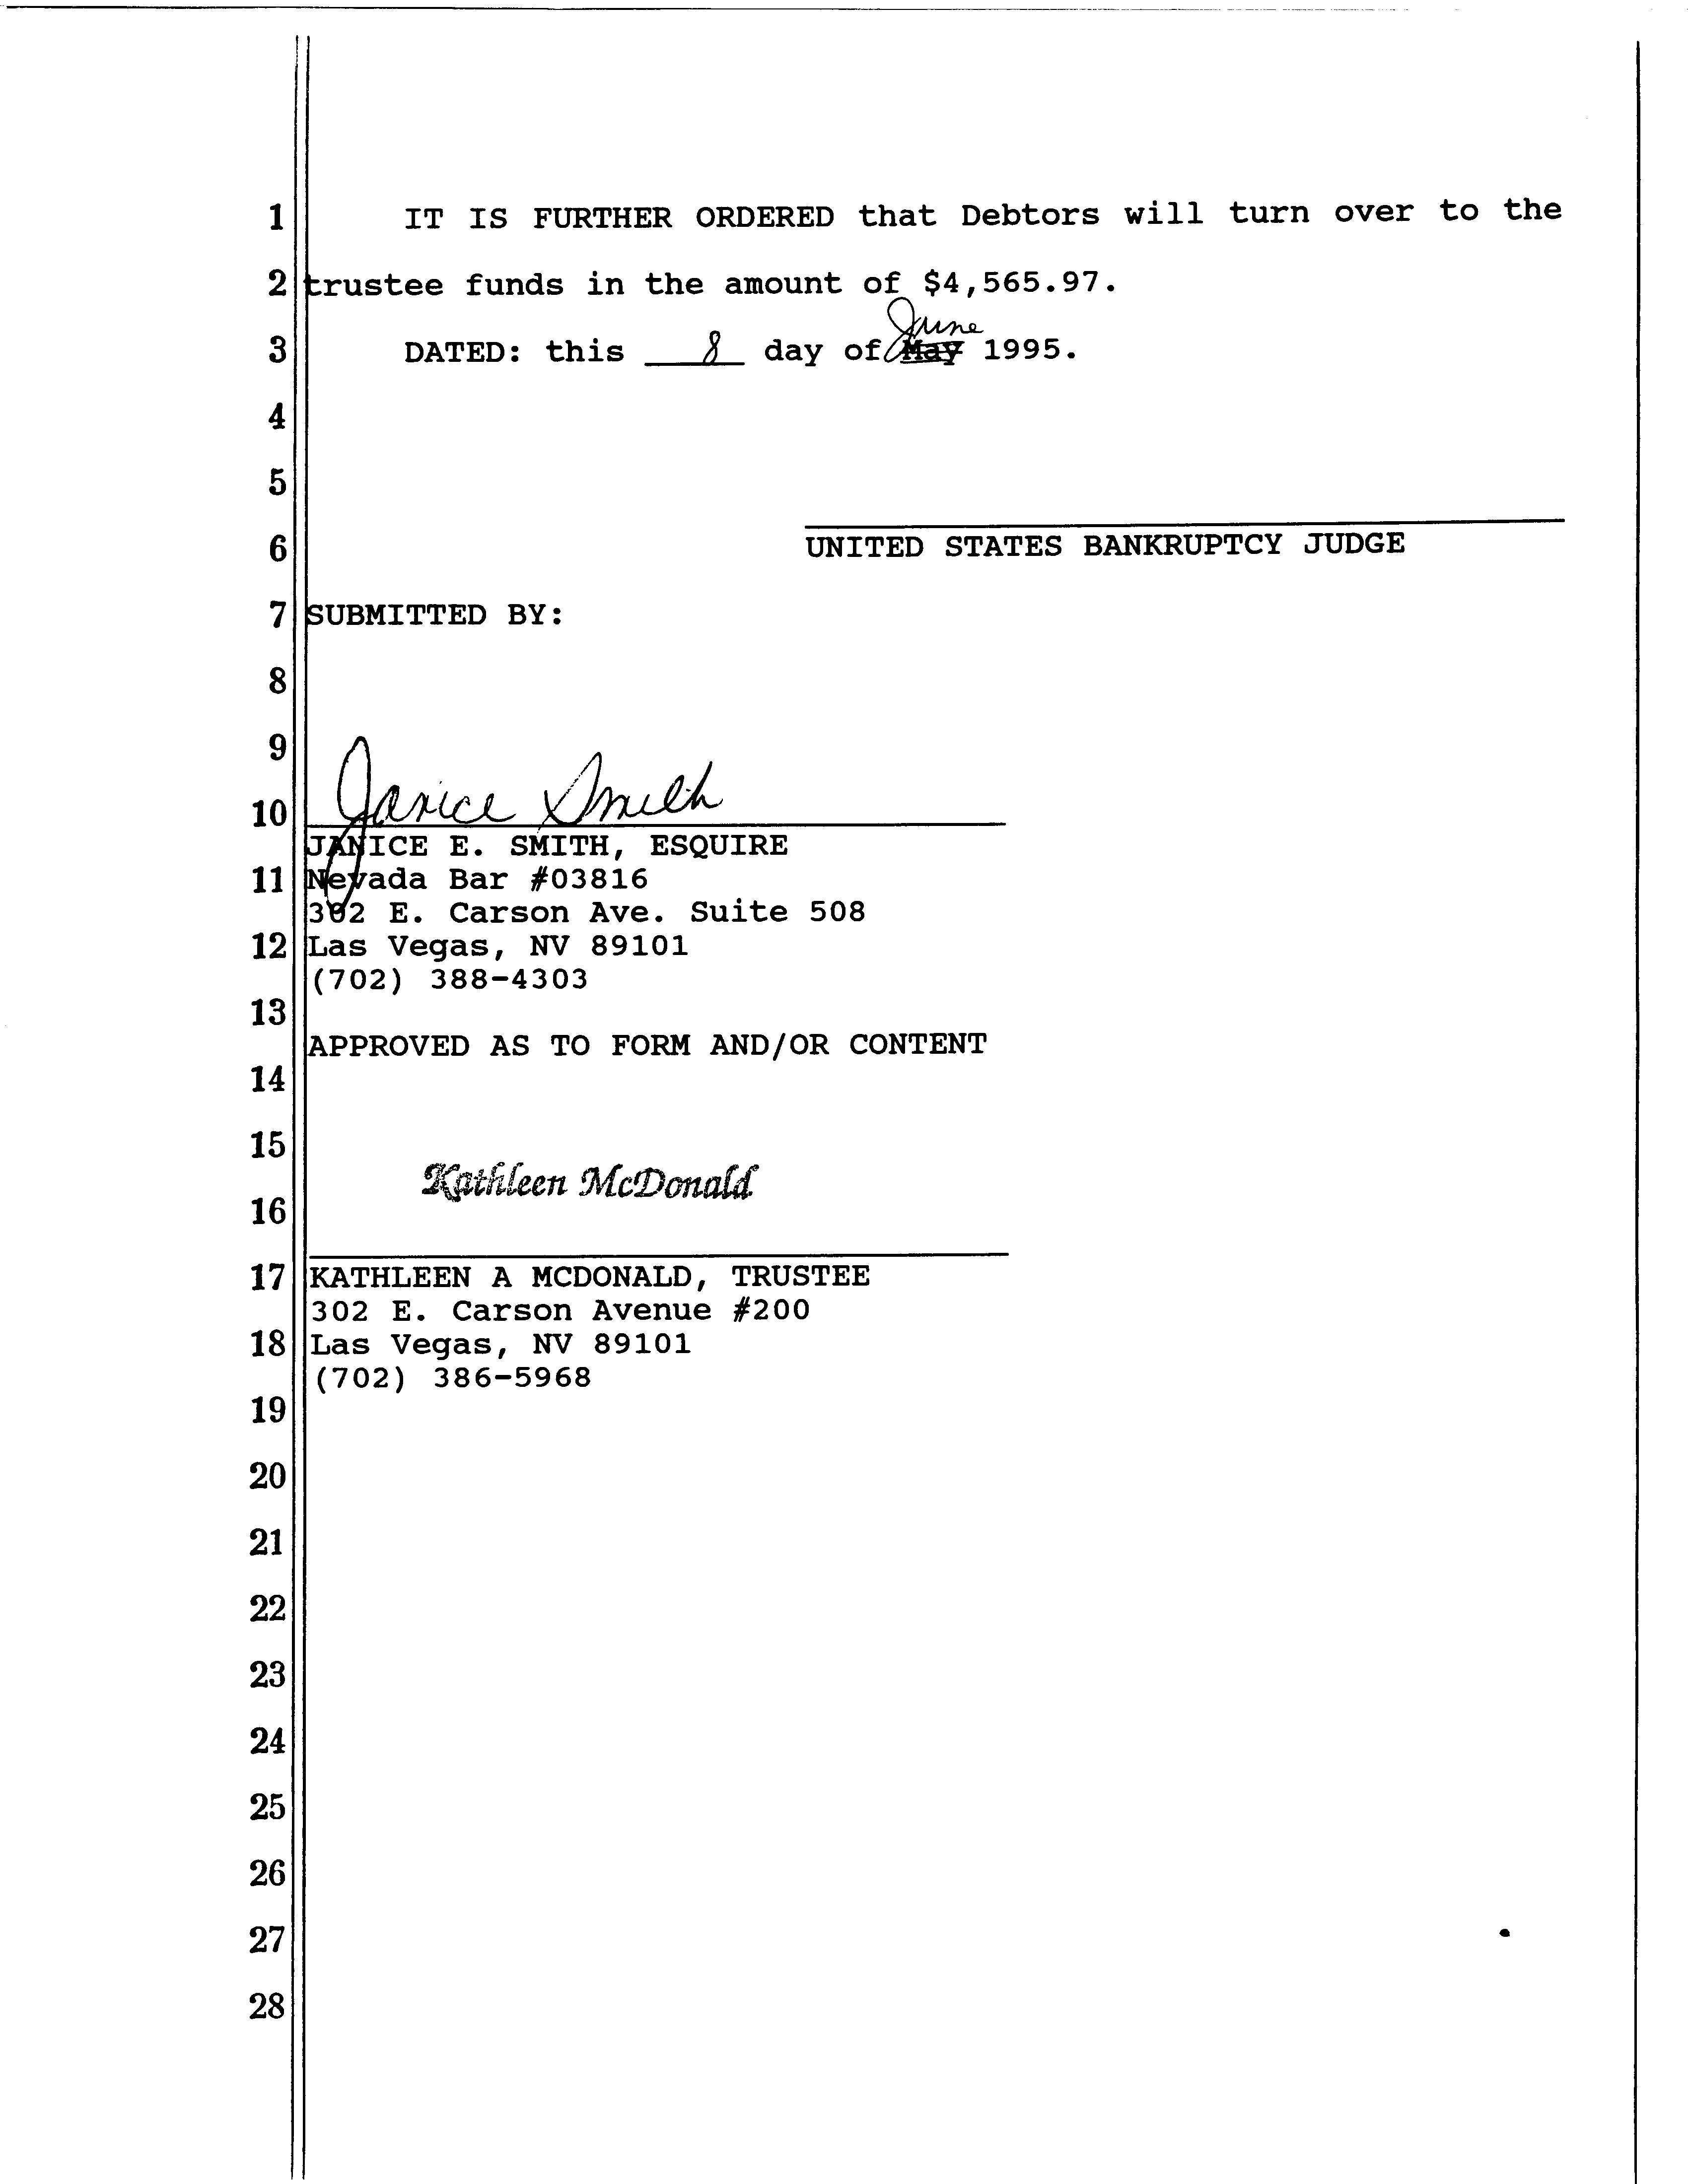 1 IT IS FURTHER ORDERED that Debtors will turn over to the
2 trustee funds in the amount of $4,565.97.
June
3 DATED: this 8 day of May 1995.
4
5
6 UNITED STATES BANKRUPTCY JUDGE
7 SUBMITTED BY:
8
9
10 Janice Smith
JANICE E. SMITH, ESQUIRE
11 Nevada Bar #03816
302 E. Carson Ave. Suite 508
12 Las Vegas, NV 89101
(702) 388-4303
13
APPROVED AS TO FORM AND/OR CONTENT
14
15
Kathleen McDonald
16
17 KATHLEEN A MCDONALD, TRUSTEE
302 E. Carson Avenue #200
18 Las Vegas, NV 89101
(702) 386-5968
19
20
21
22
23
24
25
26
27
28